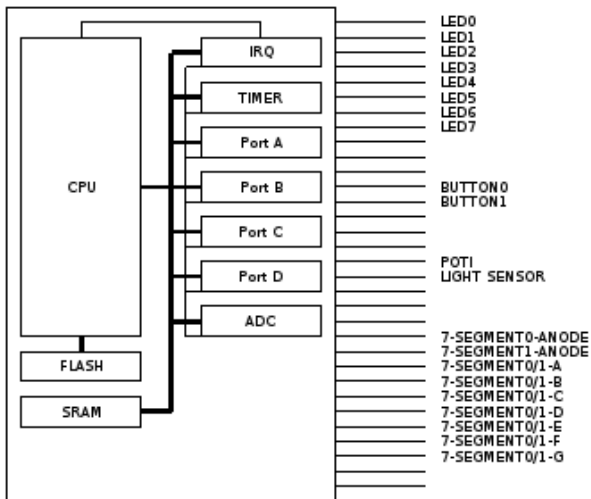 CPU
FLASH
SRAM
IRQ
TIMER
Port A
Port B
Port C
Port D
ADC
LED0
LED1
LED2
LED3
LED4
LED5
LED6
LED7
BUTTON0
BUTTON1
POTI
LIGHT SENSOR
7-SEGMENT0-ANODE
7-SEGMENT1-ANODE
7-SEGMENT0/1-A
7-SEGMENT0/1-B
7-SEGMENT0/1-C
7-SEGMENT0/1-D
7-SEGMENT0/1-E
7-SEGMENT0/1-F
7-SEGMENT0/1-G